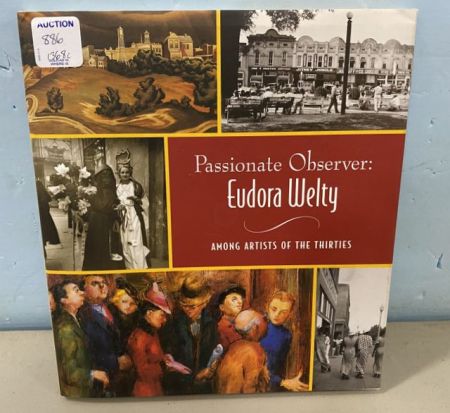 AUCTION
886
Passionate Observer:
Eudora Welty
AMONG ARTISTS OF THE THIRTIES